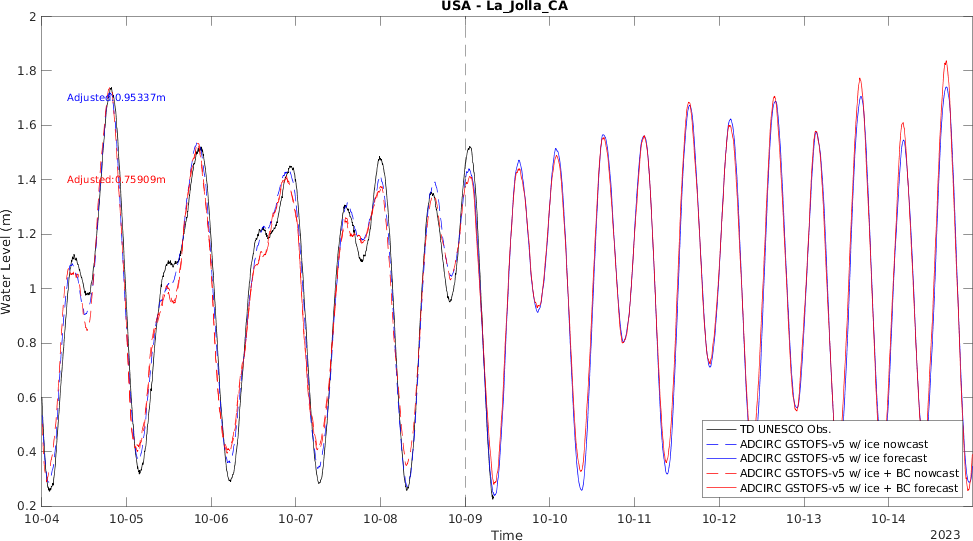 USA - La_Jolla_CA
2
1.8
Adjusted:0.95337m
1.6
1.4
Adjusted:0.75909m
1.2
Water Level (m)
1
0.8
0.6
0.4
0.2
TD UNESCO Obs.
ADCIRC GSTOFS-v5 w/ ice nowcast
ADCIRC GSTOFS-v5 w/ ice forecast
ADCIRC GSTOFS-v5 w/ ice + BC nowcast
ADCIRC GSTOFS-v5 w/ ice + BC forecast
10-04 10-05 10-06 10-07 10-08 10-09 10-10 10-11 10-12 10-13 10-14
Time
2023